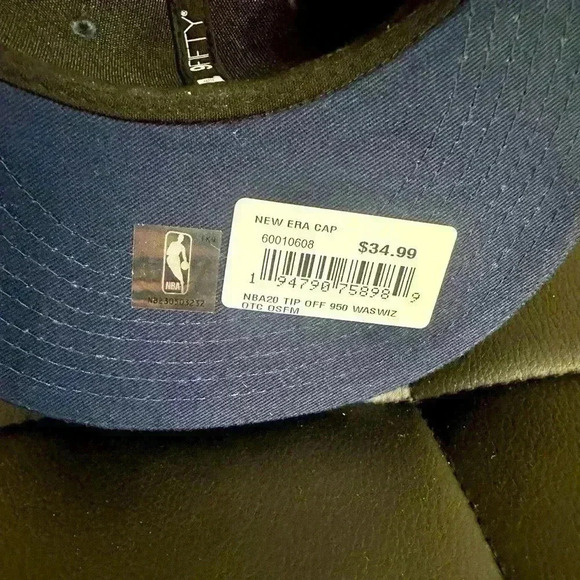 9FIFTY®
NEW ERA CAP
60010608 $34.99
1 94790 75898 9
NBA20 TIP OFF 950 WASWIZ
OTC OSFM
NBA